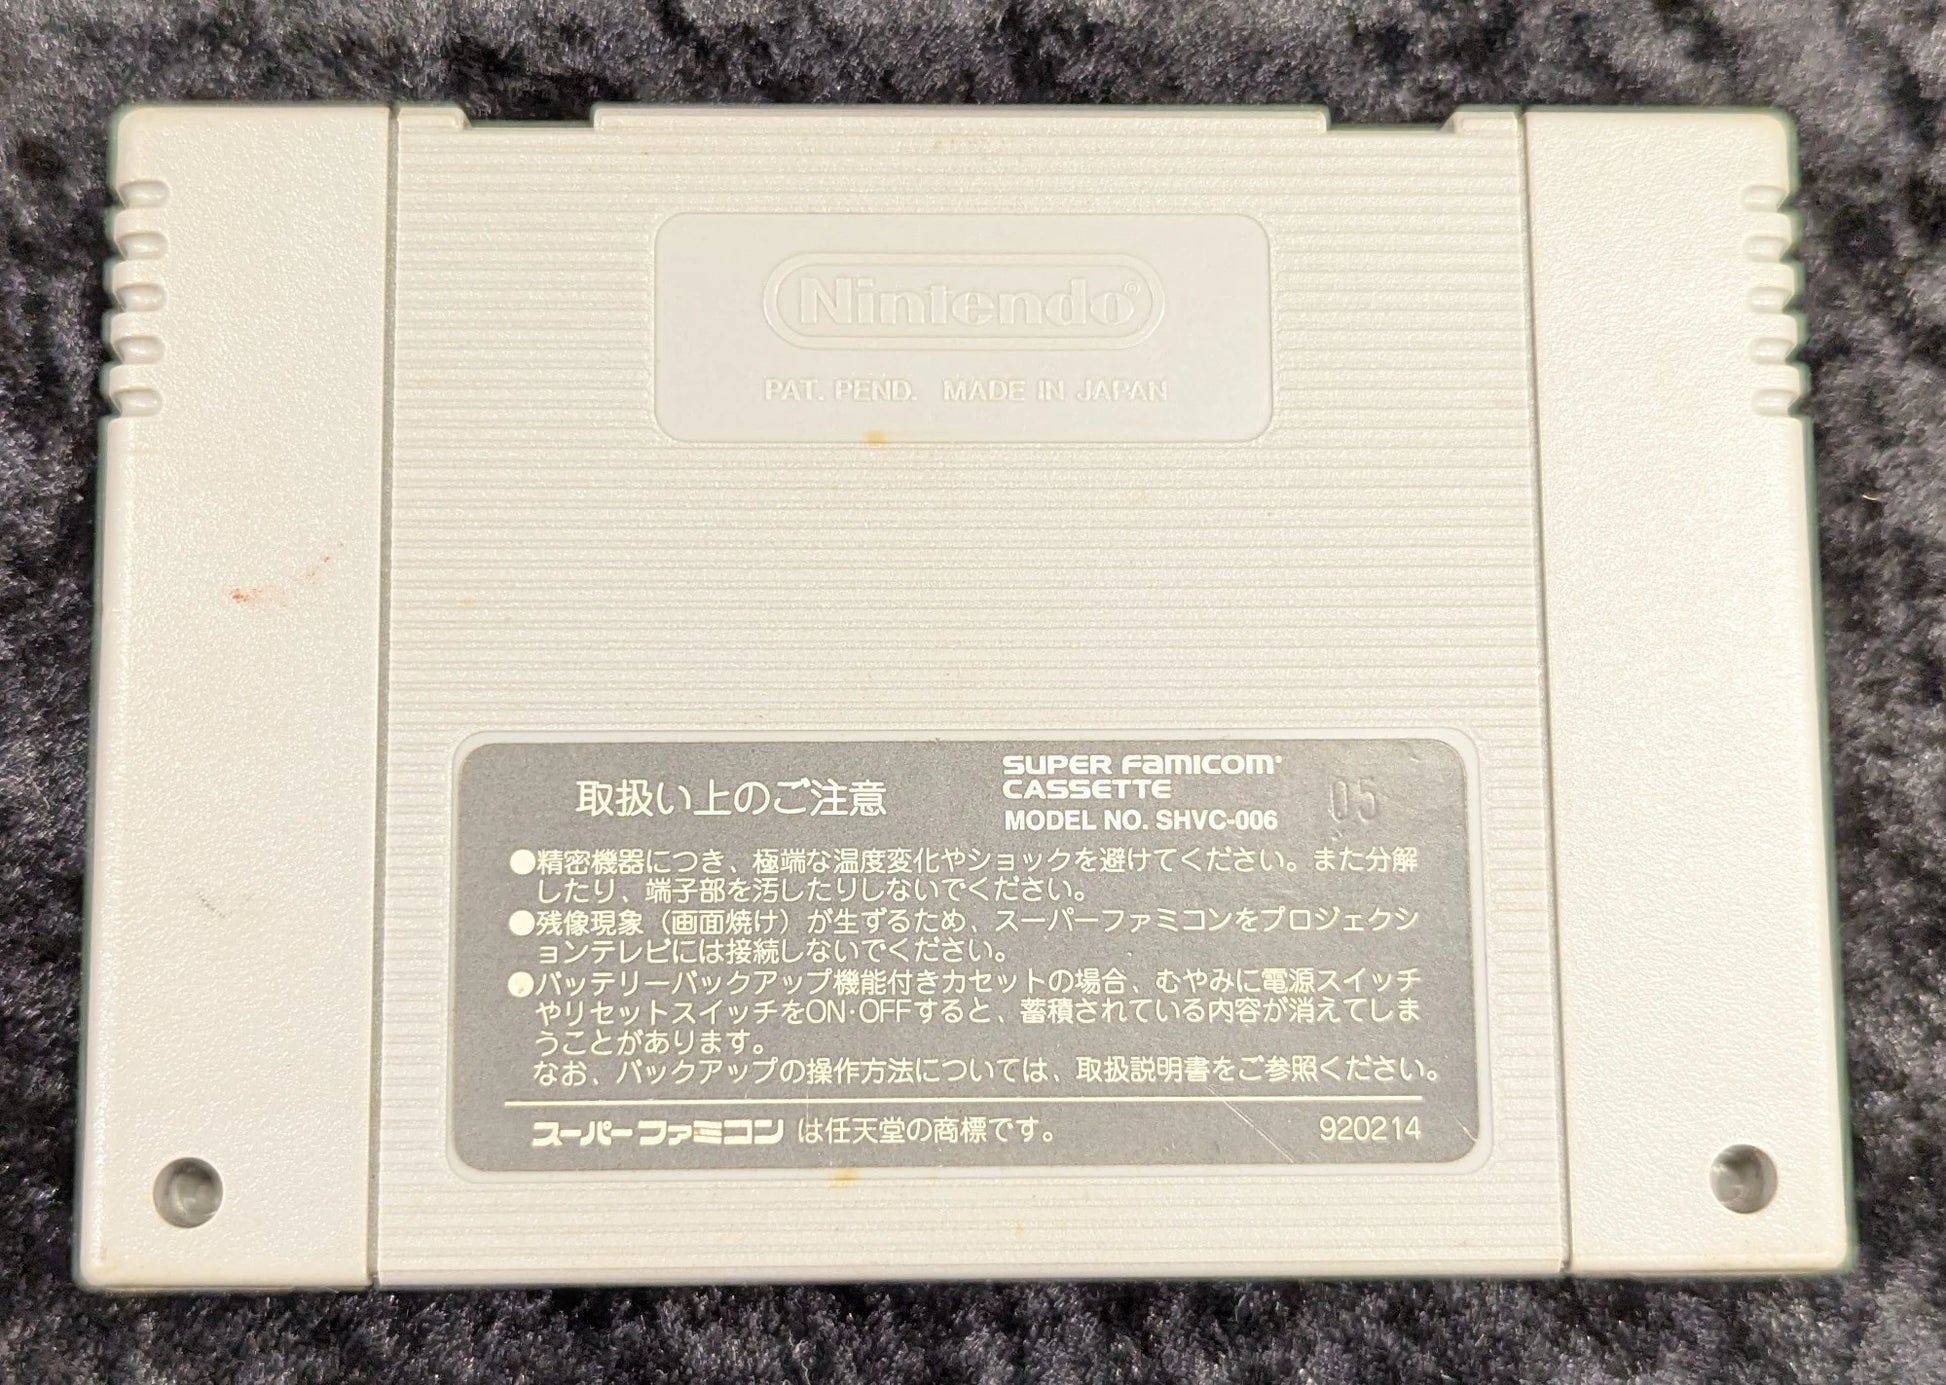 Nintendo®
PAT. PEND. MADE IN JAPAN
取扱い上のご注意
SUPER FAMICOM
CASSETTE
MODEL NO. SHVC-006
05
●精密機器につき、極端な温度変化やショックを避けてください。また分解
したり、端子部を汚したりしないでください。
●残像現象（画面焼け）が生ずるため、スーパーファミコンをプロジェクシ
ョンテレビには接続しないでください。
●バッテリーバックアップ機能付きカセットの場合、むやみに電源スイッチ
やリセットスイッチをON·OFFすると、蓄積されている内容が消えてしま
うことがあります。
なお、バックアップの操作方法については、取扱説明書をご参照ください。
スーパーファミコン は任天堂の商標です。
920214